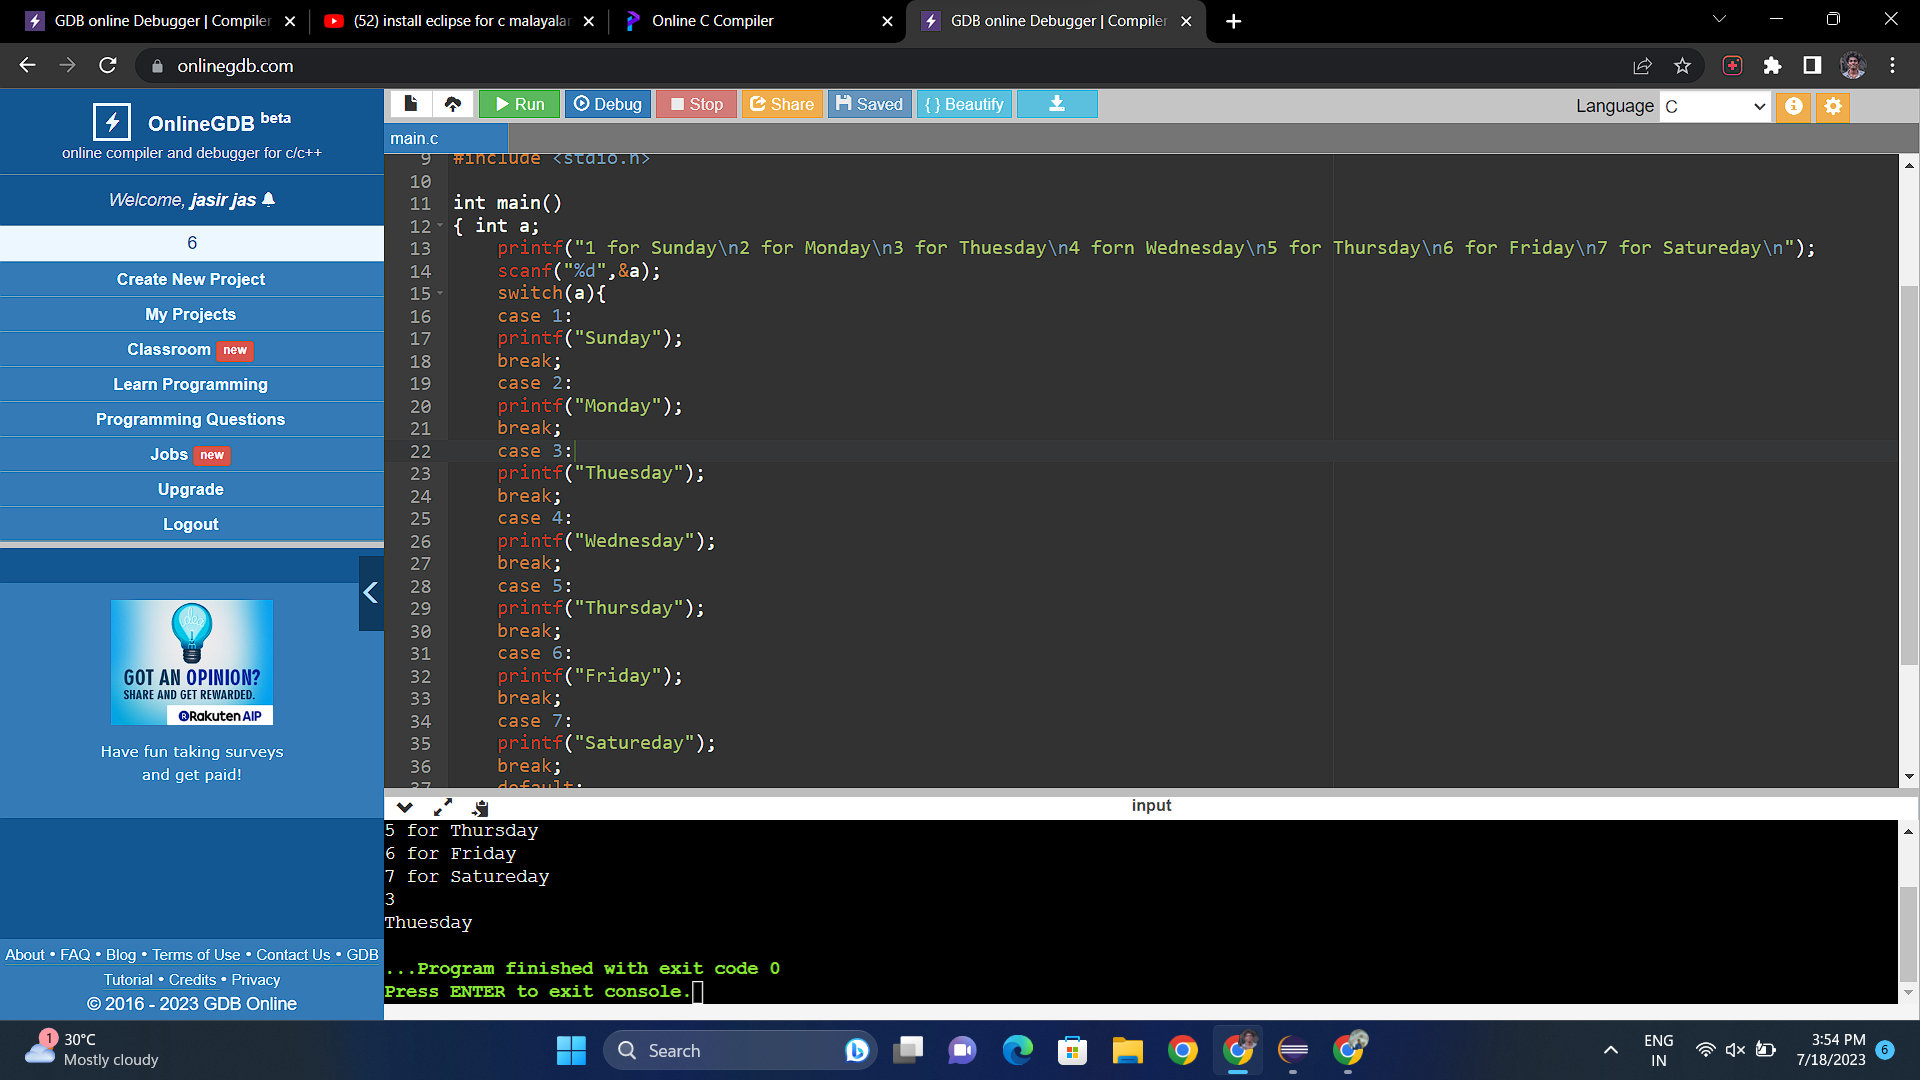 GDB online Debugger | Compiler
(52) install eclipse for c malayalar
Online C Compiler
GDB online Debugger | Compiler
onlinegdb.com
OnlineGDB beta
online compiler and debugger for c/c++
Welcome, jasir jas
6
Create New Project
My Projects
Classroom new
Learn Programming
Programming Questions
Jobs new
Upgrade
Logout
idea
GOT AN OPINION?
SHARE AND GET REWARDED.
Rakuten AIP
Have fun taking surveys
and get paid!
About • FAQ • Blog • Terms of Use • Contact Us • GDB
Tutorial • Credits • Privacy
© 2016 - 2023 GDB Online
Run Debug Stop Share Saved { } Beautify
Language C
main.c
9 #include <stdio.h>
10
11 int main()
12 { int a;
13 printf("1 for Sunday\n2 for Monday\n3 for Thuesday\n4 forn Wednesday\n5 for Thursday\n6 for Friday\n7 for Satureday\n");
14 scanf("%d",&a);
15 switch(a){
16 case 1:
17 printf("Sunday");
18 break;
19 case 2:
20 printf("Monday");
21 break;
22 case 3:
23 printf("Thuesday");
24 break;
25 case 4:
26 printf("Wednesday");
27 break;
28 case 5:
29 printf("Thursday");
30 break;
31 case 6:
32 printf("Friday");
33 break;
34 case 7:
35 printf("Satureday");
36 break;
37 default:
input
5 for Thursday
6 for Friday
7 for Satureday
3
Thuesday
...Program finished with exit code 0
Press ENTER to exit console.
1
30°C
Mostly cloudy
Search
ENG
IN
3:54 PM
7/18/2023
6